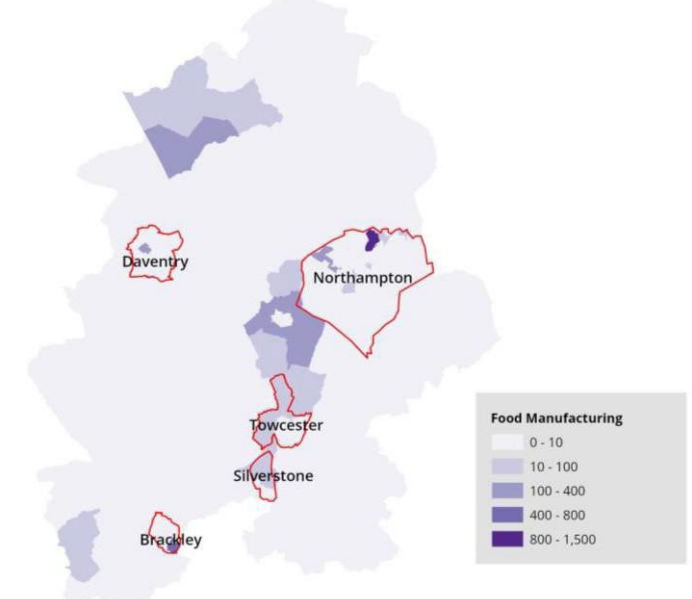 Daventry
Northampton
Towcester
Silverstone
Brackley
Food Manufacturing
0 - 10
10 - 100
100 - 400
400 - 800
800 - 1,500